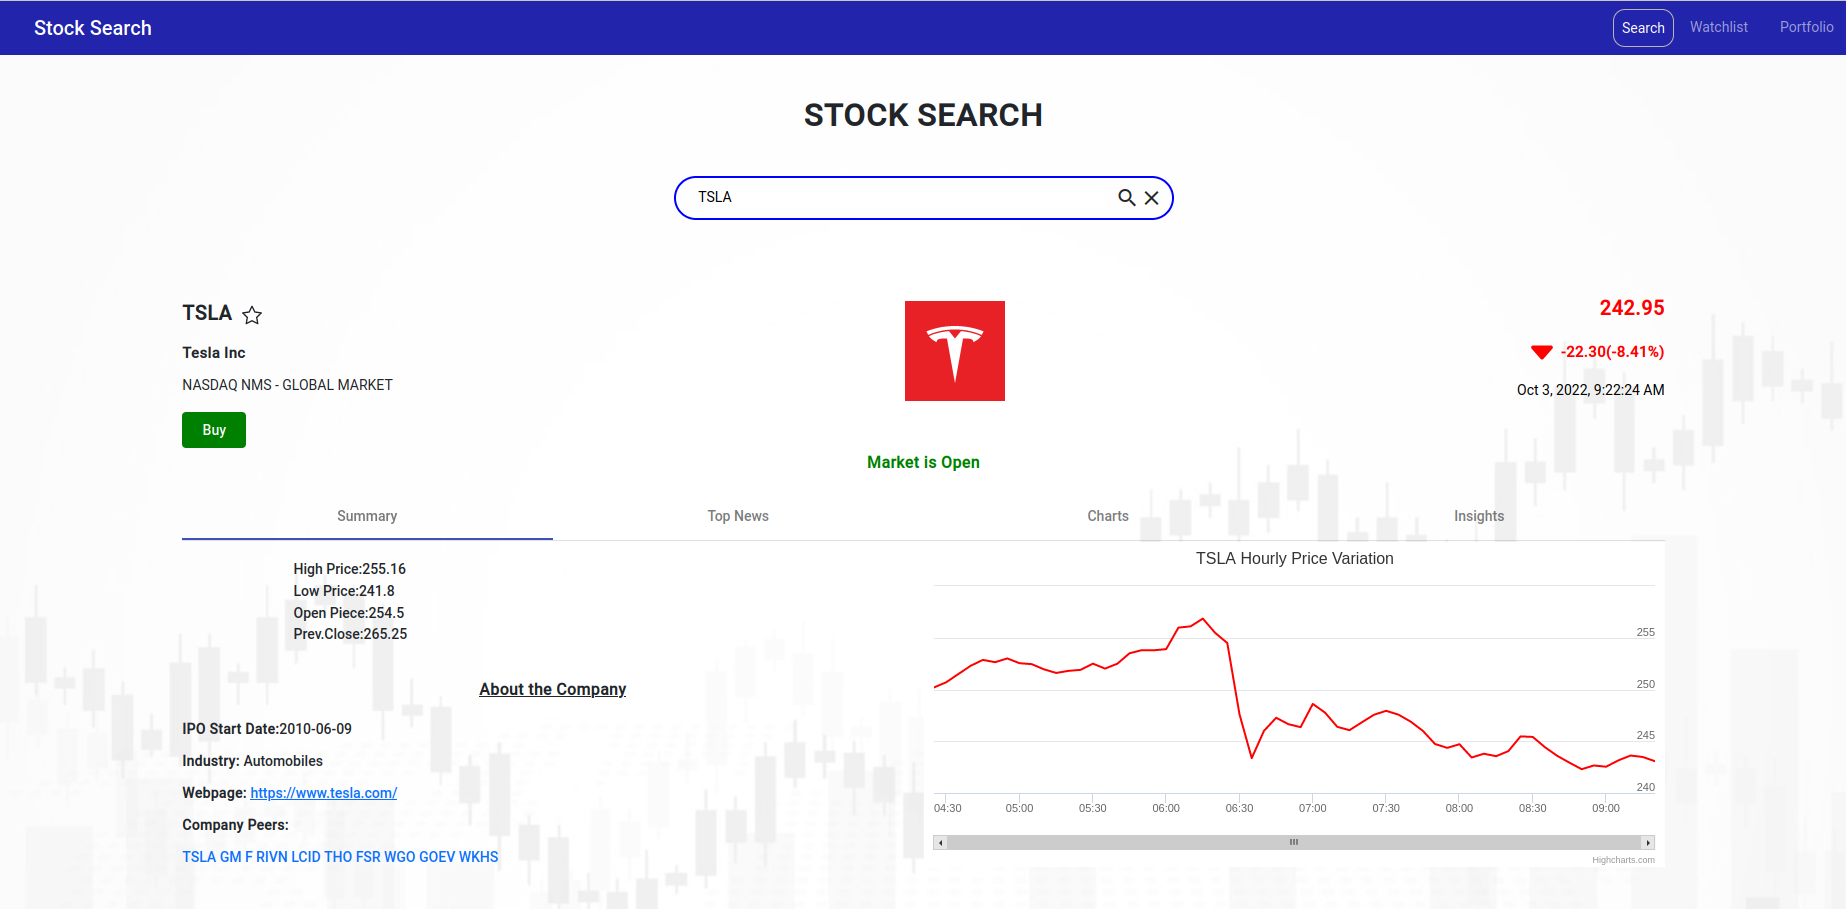 Stock Search
Search Watchlist Portfolio
STOCK SEARCH
TSLA
TSLA
Tesla Inc
NASDAQ NMS - GLOBAL MARKET
Buy
242.95
-22.30(-8.41%)
Oct 3, 2022, 9:22:24 AM
Market is Open
Summary Top News Charts Insights
High Price:255.16
Low Price:241.8
Open Piece:254.5
Prev.Close:265.25
About the Company
IPO Start Date:2010-06-09
Industry: Automobiles
Webpage: https://www.tesla.com/
Company Peers:
TSLA GM F RIVN LCID THO FSR WGO GOEV WKHS
TSLA Hourly Price Variation
255
250
245
240
04:30 05:00 05:30 06:00 06:30 07:00 07:30 08:00 08:30 09:00
Highcharts.com